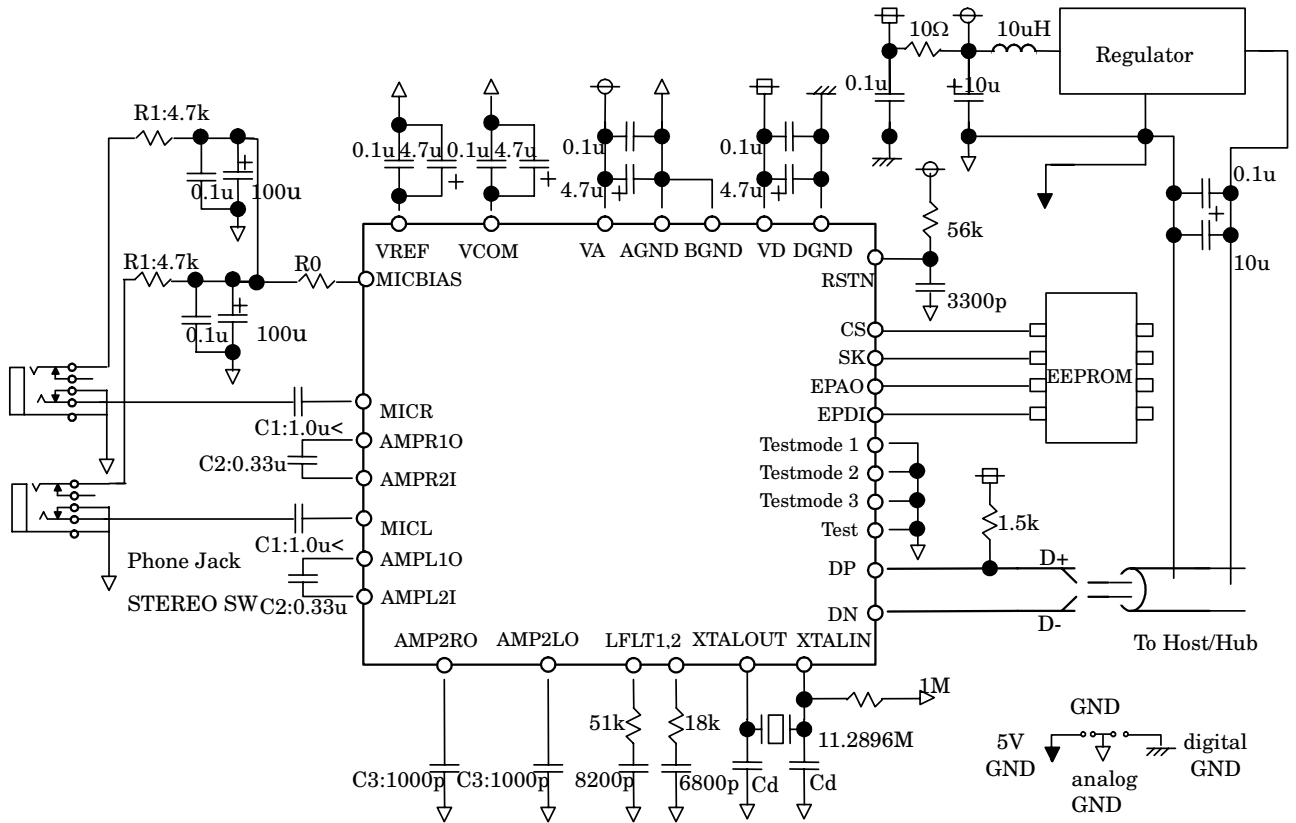 10Ω
10uH
Regulator
0.1u
10u
R1:4.7k
0.1u
4.7u
0.1u
4.7u
0.1u
0.1u
4.7u
4.7u
0.1u
100u
56k
0.1u
10u
VREF
VCOM
VA
AGND
BGND
VD
DGND
RSTN
R1:4.7k
R0
MICBIAS
3300p
0.1u
100u
CS
SK
EPAO
EPDI
EEPROM
MICR
C1:1.0u<
AMPR1O
C2:0.33u
AMPR2I
Testmode 1
Testmode 2
Testmode 3
Test
1.5k
MICL
C1:1.0u<
AMPL1O
C2:0.33u
AMPL2I
Phone Jack
STEREO SW
DP
DN
D+
D-
To Host/Hub
AMP2RO
AMP2LO
LFLT1,2
XTALOUT
XTALIN
1M
51k
18k
11.2896M
C3:1000p
C3:1000p
8200p
6800p
Cd
Cd
GND
5V
GND
analog
GND
digital
GND